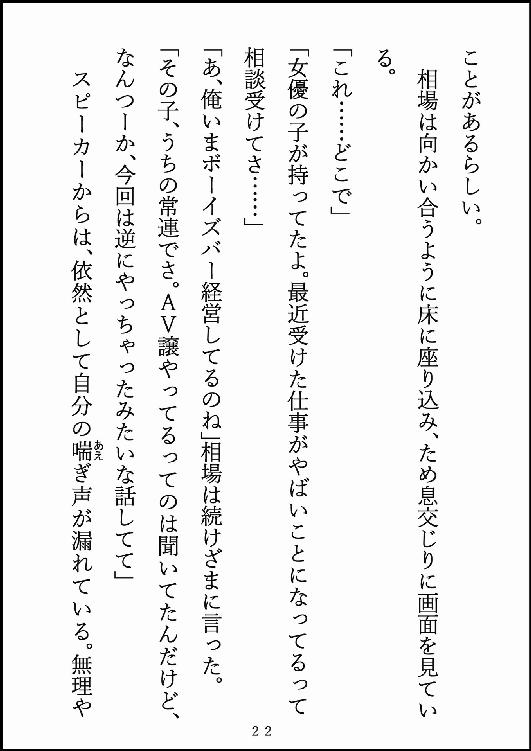 ことがあるらしい。
　相場は向かい合うように床に座り込み、ため息交じりに画面を見てい
る。
「これ……どこで」
「女優の子が持ってたよ。最近受けた仕事がやばいことになってるって
相談受けてさ……」
「あ、俺いまボーイズバー経営してるのね」相場は続けざまに言った。
「その子、うちの常連でさ。ＡＶ譲やってるってのは聞いてたんだけど、
なんつーか、今回は逆にやっちゃったみたいな話してて」
　スピーカーからは、依然として自分の喘あえぎ声が漏れている。無理や
22